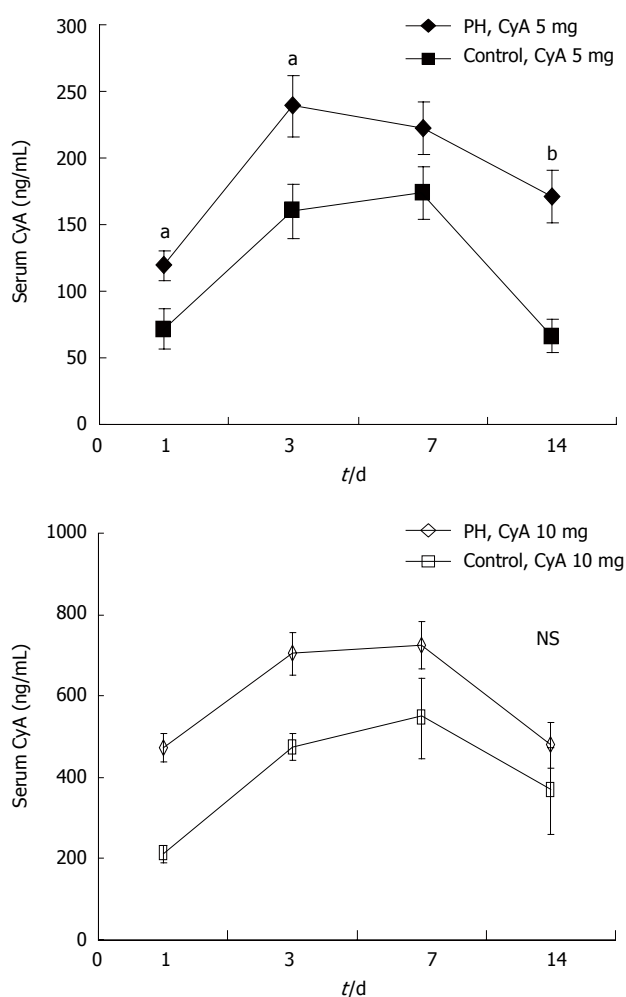 300
250
200
150
100
50
0
Serum CyA (ng/mL)
PH, CyA 5 mg
Control, CyA 5 mg
a
a
b
0 1 3 7 14
t/d
1000
800
600
400
200
0
Serum CyA (ng/mL)
PH, CyA 10 mg
Control, CyA 10 mg
NS
0 1 3 7 14
t/d